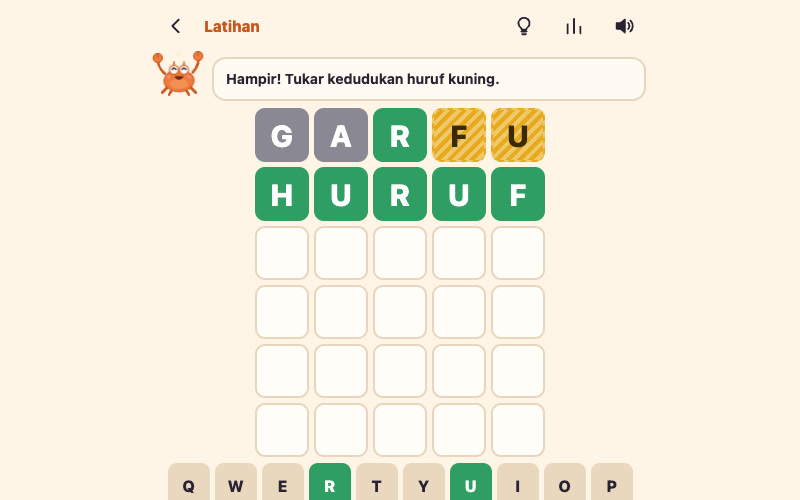 Latihan
Hampir! Tukar kedudukan huruf kuning.
G A R F U
H U R U F
Q W E R T Y U I O P